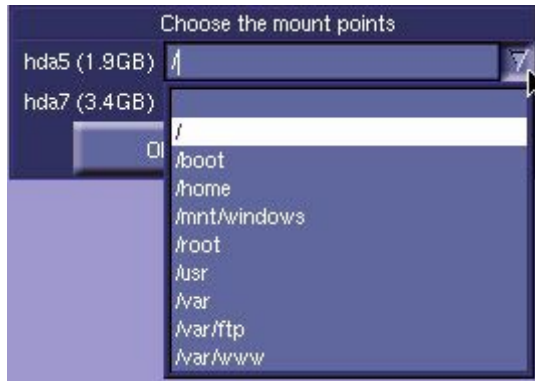 Choose the mount points
hda5 (1.9GB) /
hda7 (3.4GB)
/
O
/boot
/home
/mnt/windows
/root
/usr
/var
/var/ftp
/var/www